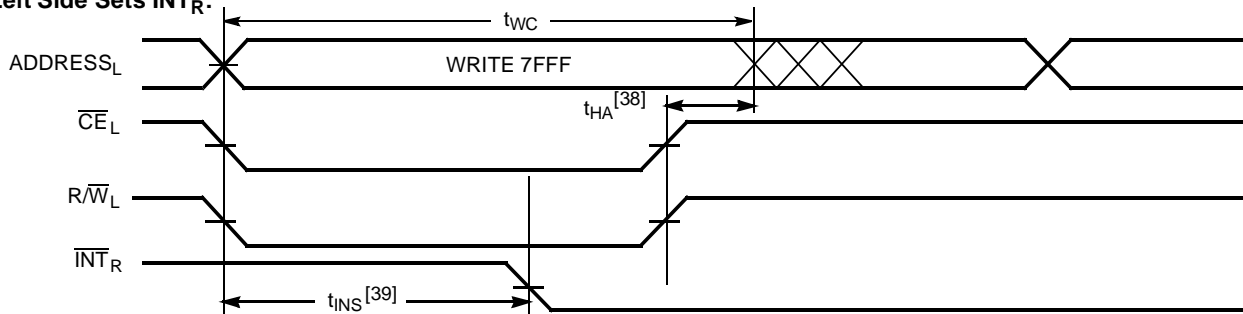 Left Side Sets INTR:
tWC
ADDRESSL
WRITE 7FFF
tHA[38]
CEL
R/WL
INTR
tINS[39]